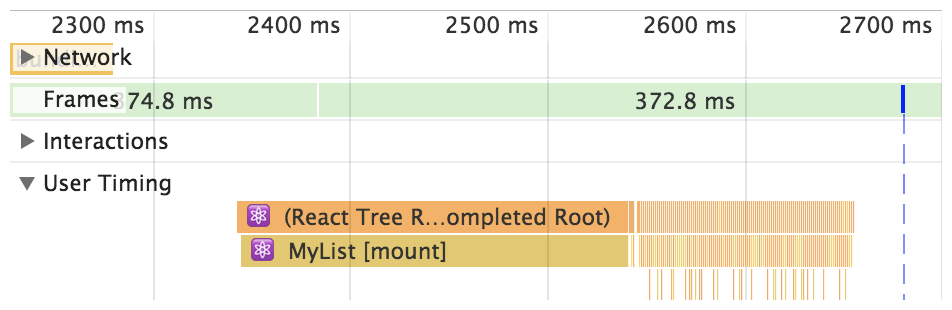 2300 ms 2400 ms 2500 ms 2600 ms 2700 ms
Network
Frames 374.8 ms 372.8 ms
Interactions
User Timing
(React Tree R...ompleted Root)
MyList [mount]